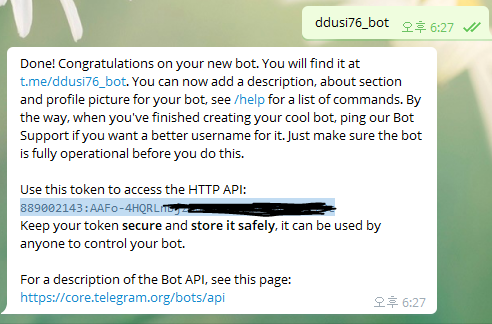 ddusi76_bot 오후 6:27
Done! Congratulations on your new bot. You will find it at
t.me/ddusi76_bot. You can now add a description, about section
and profile picture for your bot, see /help for a list of commands. By
the way, when you've finished creating your cool bot, ping our Bot
Support if you want a better username for it. Just make sure the bot
is fully operational before you do this.
Use this token to access the HTTP API:
889002143:AAFo-4HQRL
Keep your token secure and store it safely, it can be used by
anyone to control your bot.
For a description of the Bot API, see this page:
https://core.telegram.org/bots/api
오후 6:27